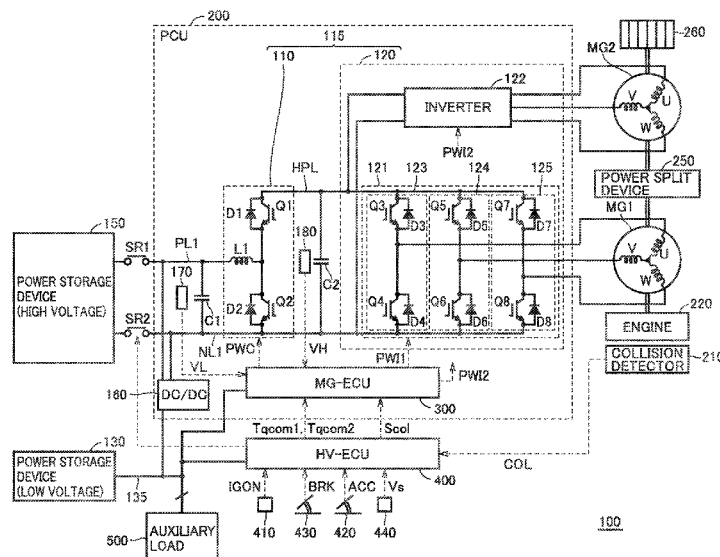 200
PCU
115
110
120
MG2
260
122
INVERTER
V
U
W
PWI2
HPL
121
123
124
125
250
POWER SPLIT
DEVICE
MG1
150
POWER STORAGE
DEVICE
(HIGH VOLTAGE)
SR1
PL1
170
L1
D1
Q1
180
Q3
D3
Q5
D5
Q7
D7
C2
V
U
W
SR2
C1
D2
Q2
Q4
D4
Q6
D6
Q8
D8
220
ENGINE
NL1
VL
PWC
VH
PWI1
PWI2
COLLISION
DETECTOR
210
160
DC/DC
MG-ECU
300
130
POWER STORAGE
DEVICE
(LOW VOLTAGE)
Tqcom1, Tqcom2
Scol
HV-ECU
400
COL
135
IGON
BRK
ACC
Vs
500
AUXILIARY
LOAD
410
430
420
440
100